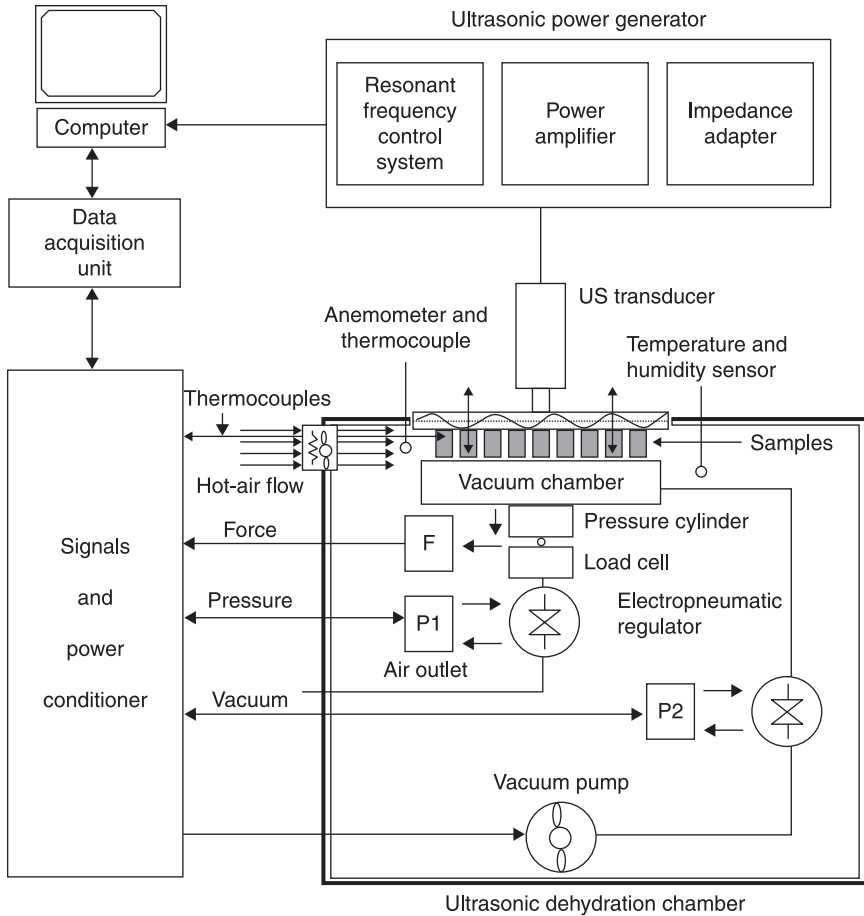 Ultrasonic power generator
Computer
Resonant
frequency
control
system
Power
amplifier
Impedance
adapter
Data
acquisition
unit
US transducer
Anemometer and
thermocouple
Temperature and
humidity sensor
Thermocouples
Samples
Hot-air flow
Vacuum chamber
Pressure cylinder
Force
F
Load cell
Signals
and
power
conditioner
Pressure
P1
Electropneumatic
regulator
Air outlet
Vacuum
P2
Vacuum pump
Ultrasonic dehydration chamber